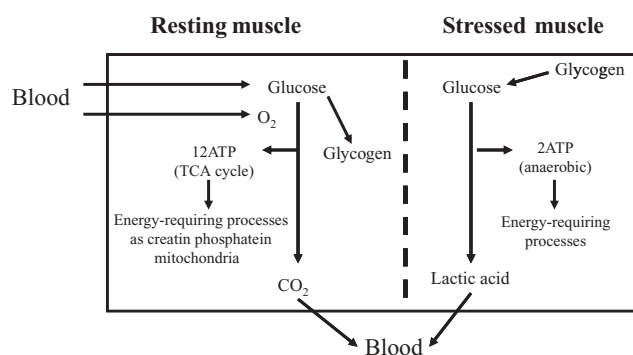 Resting muscle
Stressed muscle
Blood
Glucose
O2
Glycogen
12ATP
(TCA cycle)
Energy-requiring processes
as creatin phosphatein
mitochondria
CO2
Glycogen
Glucose
2ATP
(anaerobic)
Energy-requiring
processes
Lactic acid
Blood